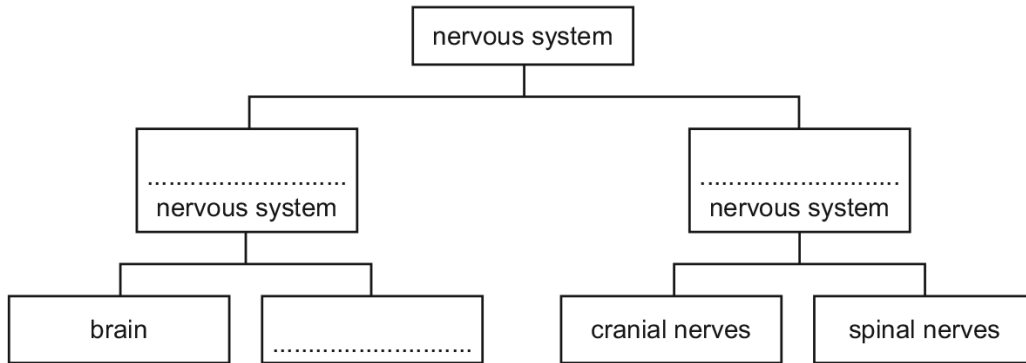 nervous system
............................
nervous system
............................
nervous system
brain
............................
cranial nerves
spinal nerves